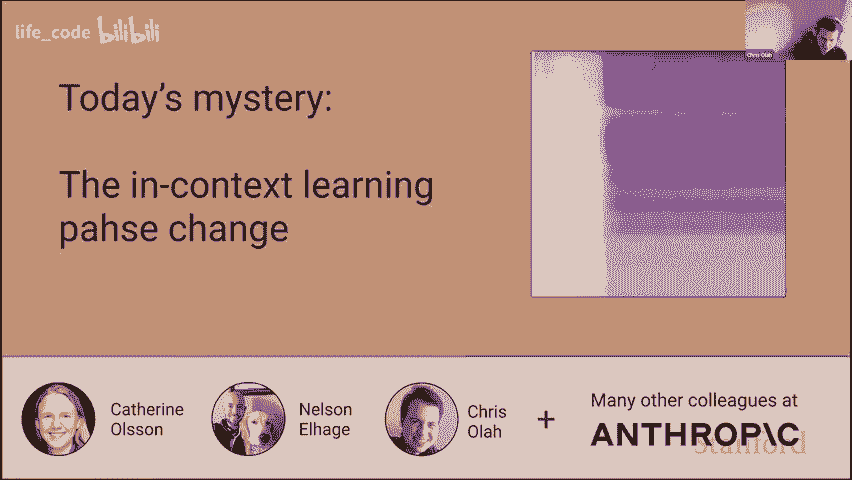 life_code bilibili
Chris Olah
Today's mystery:
The in-context learning
pahse change
Catherine
Olsson
Nelson
Elhage
Chris
Olah
+
Many other colleagues at
ANTHROP\C
Stanford